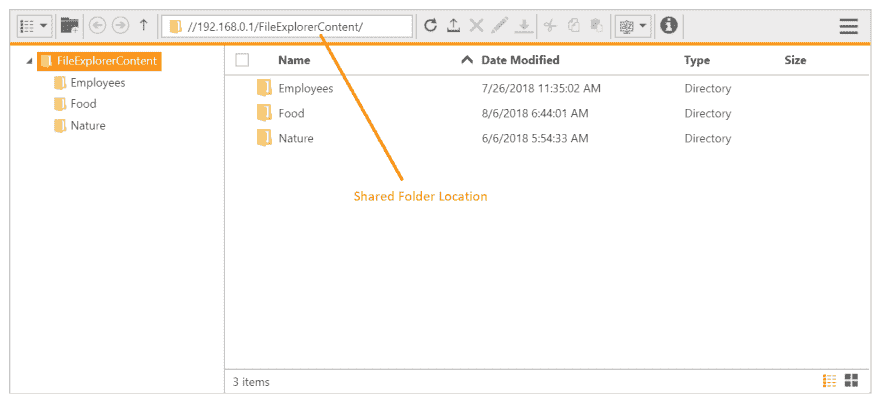 //192.168.0.1/FileExplorerContent/
FileExplorerContent
Employees
Food
Nature
Name Date Modified Type Size
Employees 7/26/2018 11:35:02 AM Directory
Food 8/6/2018 6:44:01 AM Directory
Nature 6/6/2018 5:54:33 AM Directory
Shared Folder Location
3 items